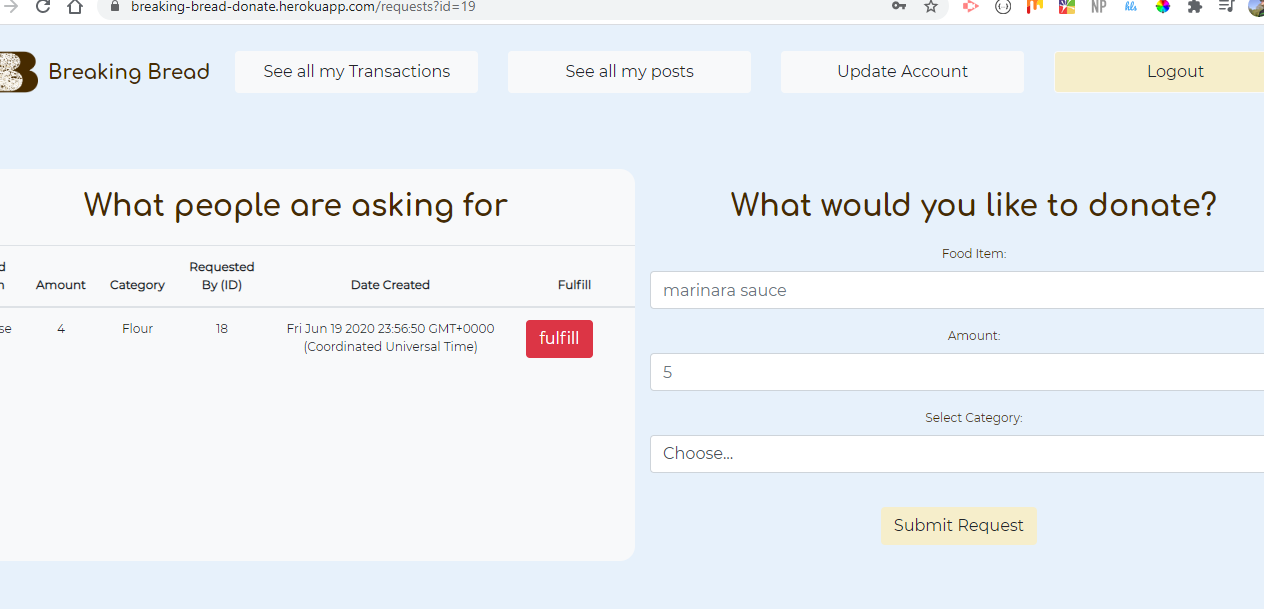 breaking-bread-donate.herokuapp.com/requests?id=19
NP
hls
Breaking Bread
See all my Transactions
See all my posts
Update Account
Logout
What people are asking for
Amount
Category
Requested
By (ID)
Date Created
Fulfill
4
Flour
18
Fri Jun 19 2020 23:56:50 GMT+0000
(Coordinated Universal Time)
fulfill
What would you like to donate?
Food Item:
marinara sauce
Amount:
5
Select Category:
Choose...
Submit Request